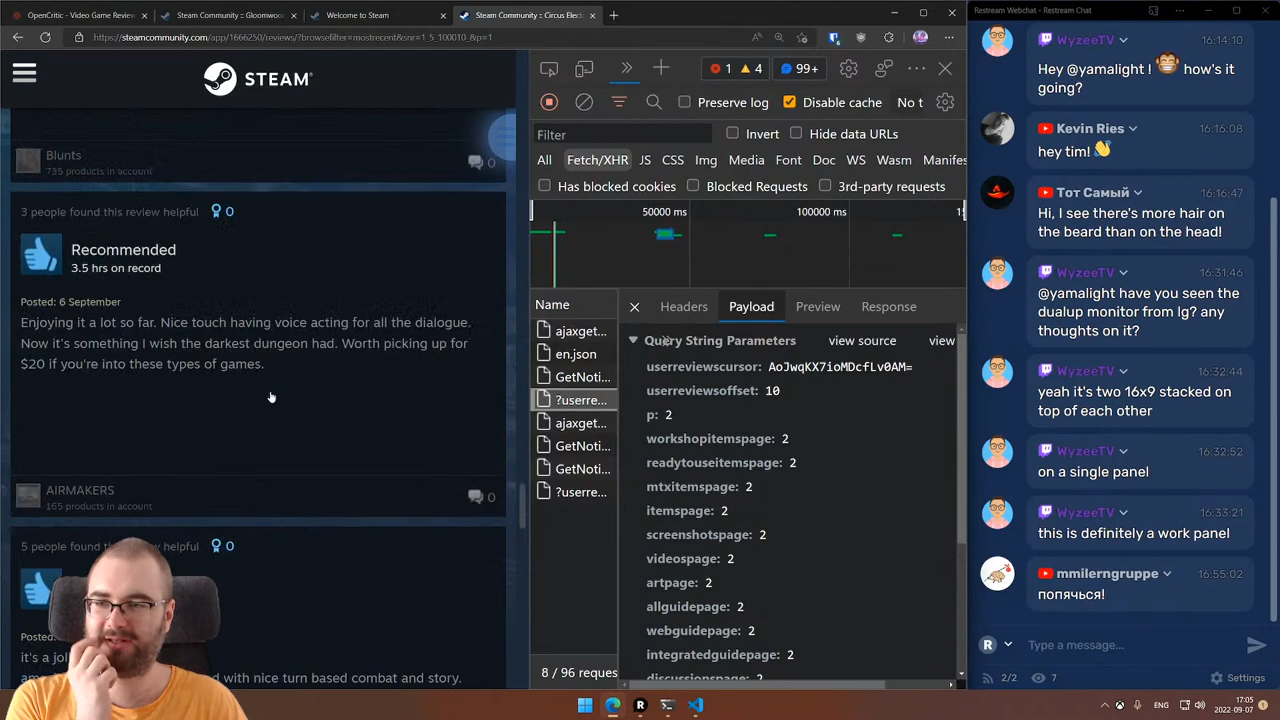 OpenCritic - Video Game Review
Steam Community :: Gloomwoo
Welcome to Steam
Steam Community :: Circus Elect
https://steamcommunity.com/app/1666250/reviews/?browsefilter=mostrecent&snr=1_5_100010_&p=1
STEAM®
Blunts
735 products in account
0
3 people found this review helpful
0
Recommended
3.5 hrs on record
Posted: 6 September
Enjoying it a lot so far. Nice touch having voice acting for all the dialogue.
Now it's something I wish the darkest dungeon had. Worth picking up for
$20 if you're into these types of games.
AIRMAKERS
165 products in account
0
5 people found
helpful
0
Posted:
it's a jol
d with nice turn based combat and story.
1
4
99+
Preserve log
Disable cache
No t
Filter
Invert
Hide data URLs
All
Fetch/XHR
JS
CSS
Img
Media
Font
Doc
WS
Wasm
Manifes
Has blocked cookies
Blocked Requests
3rd-party requests
50000 ms
100000 ms
Name
ajaxget...
en.json
GetNoti...
?userre...
ajaxget...
GetNoti...
GetNoti...
?userre...
8 / 96 reque
Headers
Payload
Preview
Response
Query String Parameters
view source
view
userreviewscursor: AoJwqKX7ioMDcfLv0AM=
userreviewsoffset: 10
p: 2
workshopitemspage: 2
readytouseitemspage: 2
mtxitemspage: 2
itemspage: 2
screenshotspage: 2
videospage: 2
artpage: 2
allguidepage: 2
webguidepage: 2
integratedguidepage: 2
discussionspage: 2
Restream Webchat - Restream Chat
WyzeeTV
16:14:10
Hey @yamalight ! how's it
going?
Kevin Ries
16:16:08
hey tim!
Тот Самый
16:16:47
Hi, I see there's more hair on
the beard than on the head!
WyzeeTV
16:31:46
@yamalight have you seen the
dualup monitor from lg? any
thoughts on it?
WyzeeTV
16:32:44
yeah it's two 16x9 stacked on
top of each other
WyzeeTV
16:32:52
on a single panel
WyzeeTV
16:33:21
this is definitely a work panel
mmilerngruppe
16:55:02
попячься!
R
Type a message...
2/2
7
Settings
ENG
17:05
2022-09-07